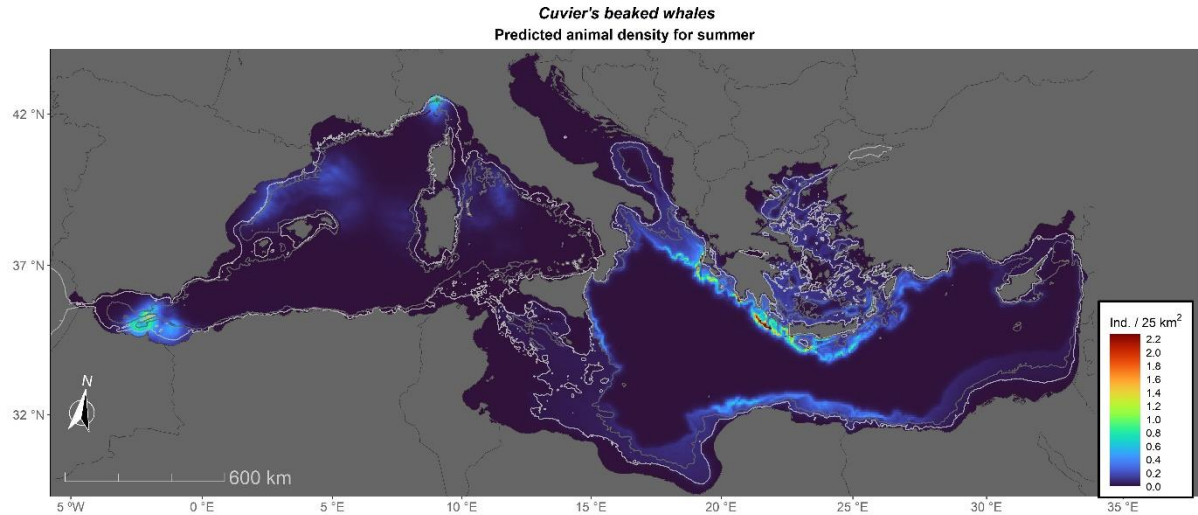 Cuvier's beaked whales
Predicted animal density for summer
42 °N
37 °N
32 °N
N
600 km
Ind. / 25 km²
2.2
2.0
1.8
1.6
1.4
1.2
1.0
0.8
0.6
0.4
0.2
0.0
5 °W
0 °E
5 °E
10 °E
15 °E
20 °E
25 °E
30 °E
35 °E